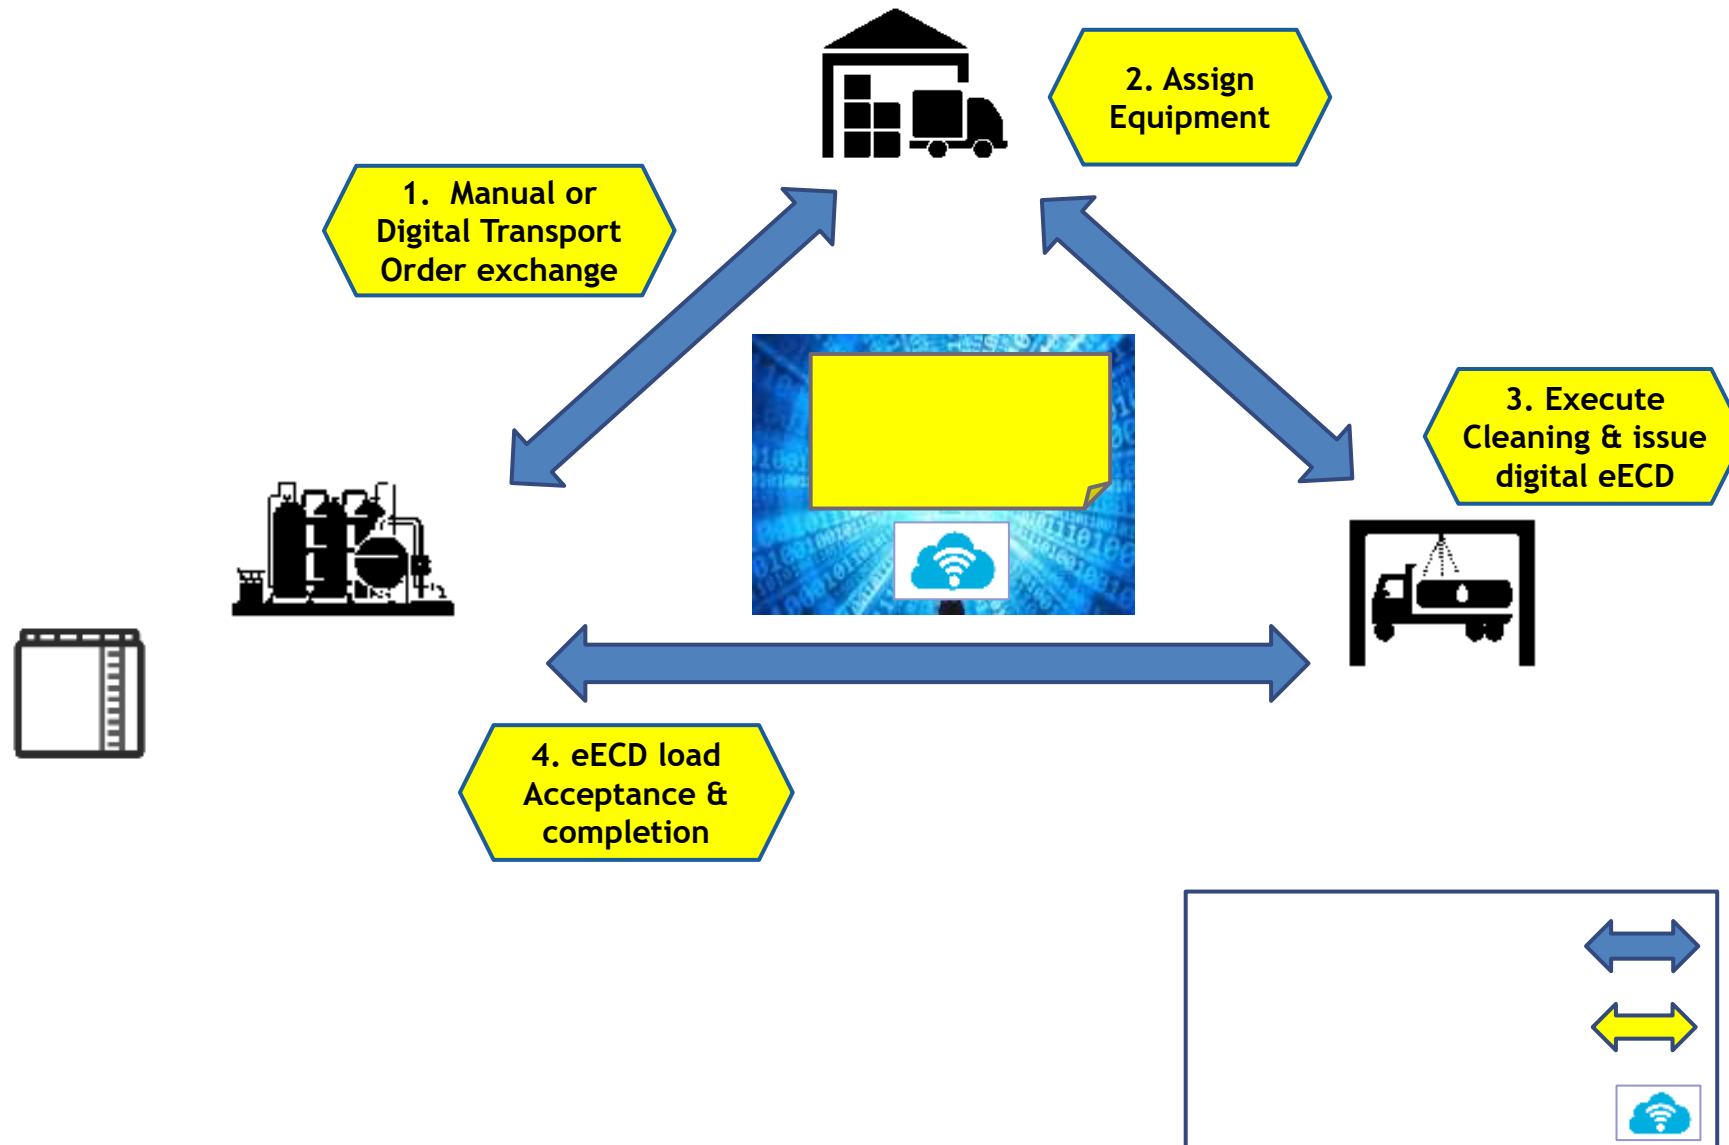 2. Assign
Equipment
1.  Manual or
Digital Transport
Order exchange
3. Execute
Cleaning & issue
digital eECD
4. eECD load
Acceptance &
completion